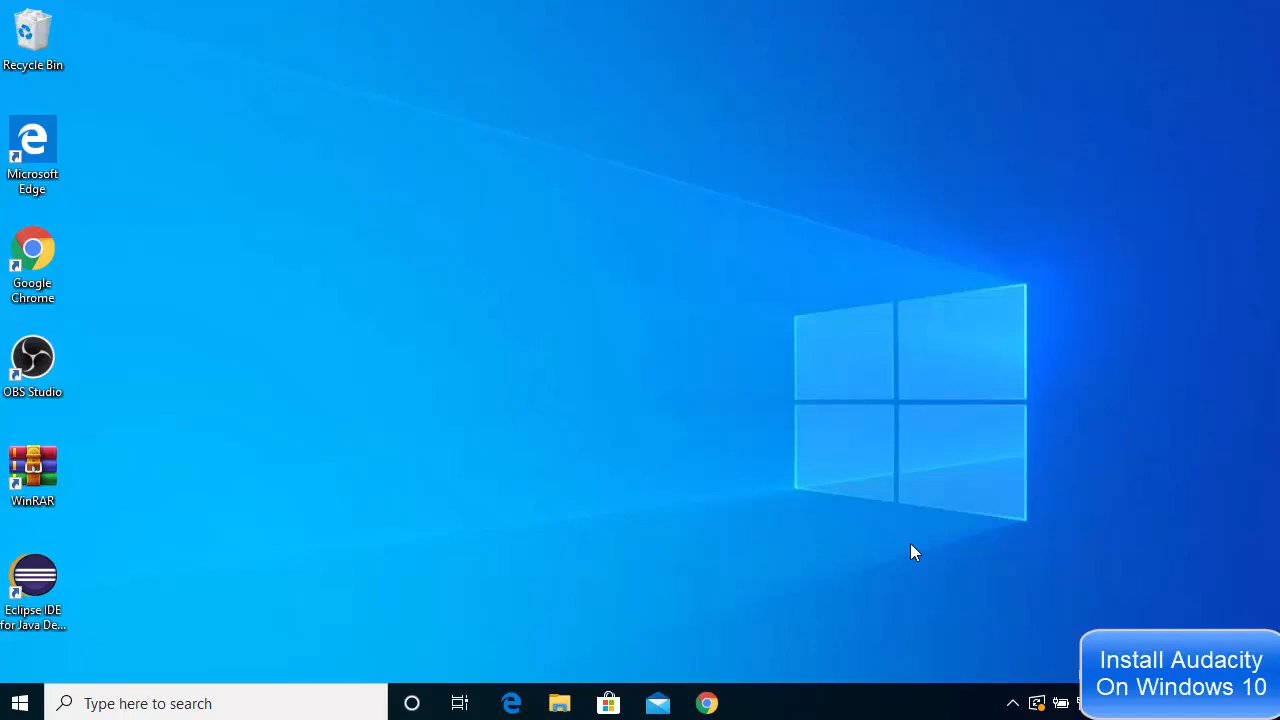 Recycle Bin
Microsoft
Edge
Google
Chrome
OBS Studio
WinRAR
Eclipse IDE
for Java De...
Type here to search
Install Audacity
On Windows 10